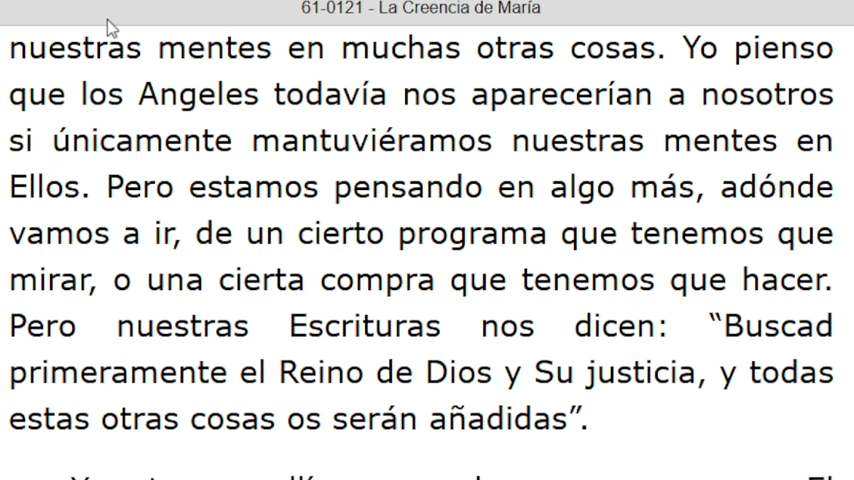 61-0121 - La Creencia de María
nuestras mentes en muchas otras cosas. Yo pienso
que los Angeles todavía nos aparecerían a nosotros
si únicamente mantuviéramos nuestras mentes en
Ellos. Pero estamos pensando en algo más, adónde
vamos a ir, de un cierto programa que tenemos que
mirar, o una cierta compra que tenemos que hacer.
Pero nuestras Escrituras nos dicen: “Buscad
primeramente el Reino de Dios y Su justicia, y todas
estas otras cosas os serán añadidas”.